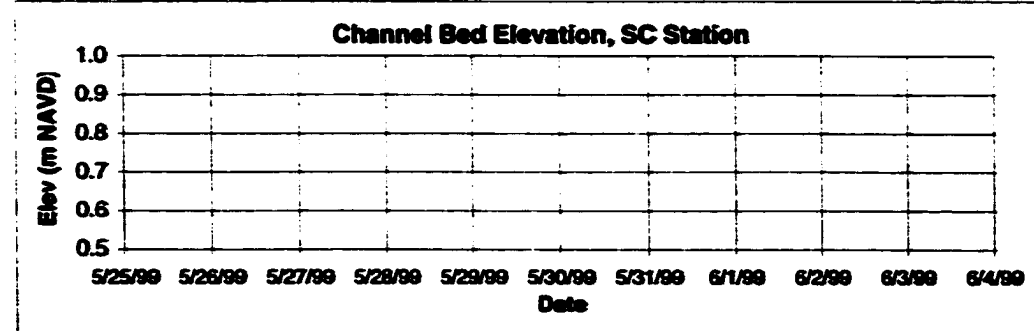 Channel Bed Elevation, SC Station
Elev (m NAVD)
1.0
0.9
0.8
0.7
0.6
0.5
5/25/99 5/26/99 5/27/99 5/28/99 5/29/99 5/30/99 5/31/99 6/1/99 6/2/99 6/3/99 6/4/99
Date